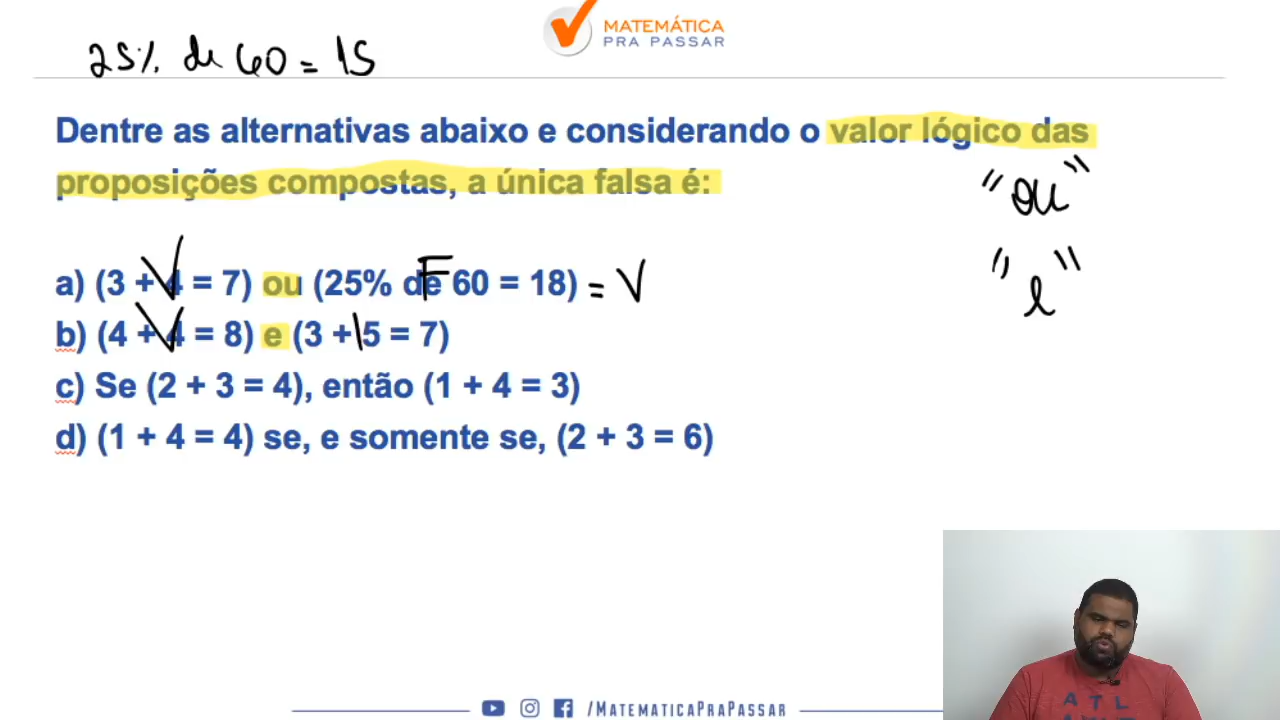 MATEMÁTICA
PRA PASSAR
25% de 60 = 15
Dentre as alternativas abaixo e considerando o valor lógico das
proposições compostas, a única falsa é:
"ou"
"e"
a) (3 + 4 = 7) ou (25% de 60 = 18) = V
V F
b) (4 + 4 = 8) e (3 + 5 = 7)
V
c) Se (2 + 3 = 4), então (1 + 4 = 3)
d) (1 + 4 = 4) se, e somente se, (2 + 3 = 6)
ATL
/MATEMATICAPRAPASSAR